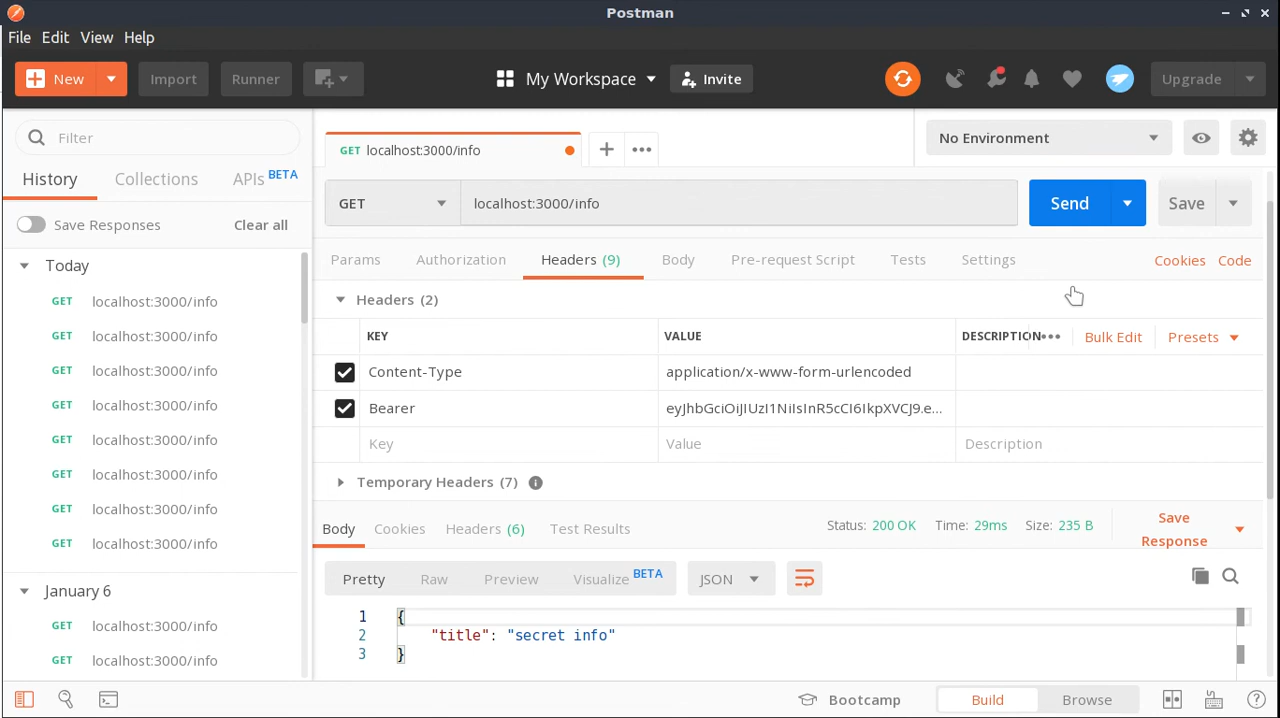 Postman
File Edit View Help
New Import Runner My Workspace Invite Upgrade
Filter
History Collections APIs BETA
Save Responses Clear all
Today
GET localhost:3000/info
GET localhost:3000/info
GET localhost:3000/info
GET localhost:3000/info
GET localhost:3000/info
GET localhost:3000/info
GET localhost:3000/info
GET localhost:3000/info
January 6
GET localhost:3000/info
GET localhost:3000/info
GET localhost:3000/info
No Environment
GET localhost:3000/info Send Save
Params Authorization Headers (9) Body Pre-request Script Tests Settings Cookies Code
Headers (2)
KEY VALUE DESCRIPTION Bulk Edit Presets
Content-Type application/x-www-form-urlencoded
Bearer eyJhbGciOiJIUzI1NiIsInR5cCI6IkpXVCJ9.e...
Key Value Description
Temporary Headers (7)
Body Cookies Headers (6) Test Results Status: 200 OK Time: 29ms Size: 235 B Save Response
Pretty Raw Preview Visualize BETA JSON
1 {
2 "title": "secret info"
3 }
Bootcamp Build Browse